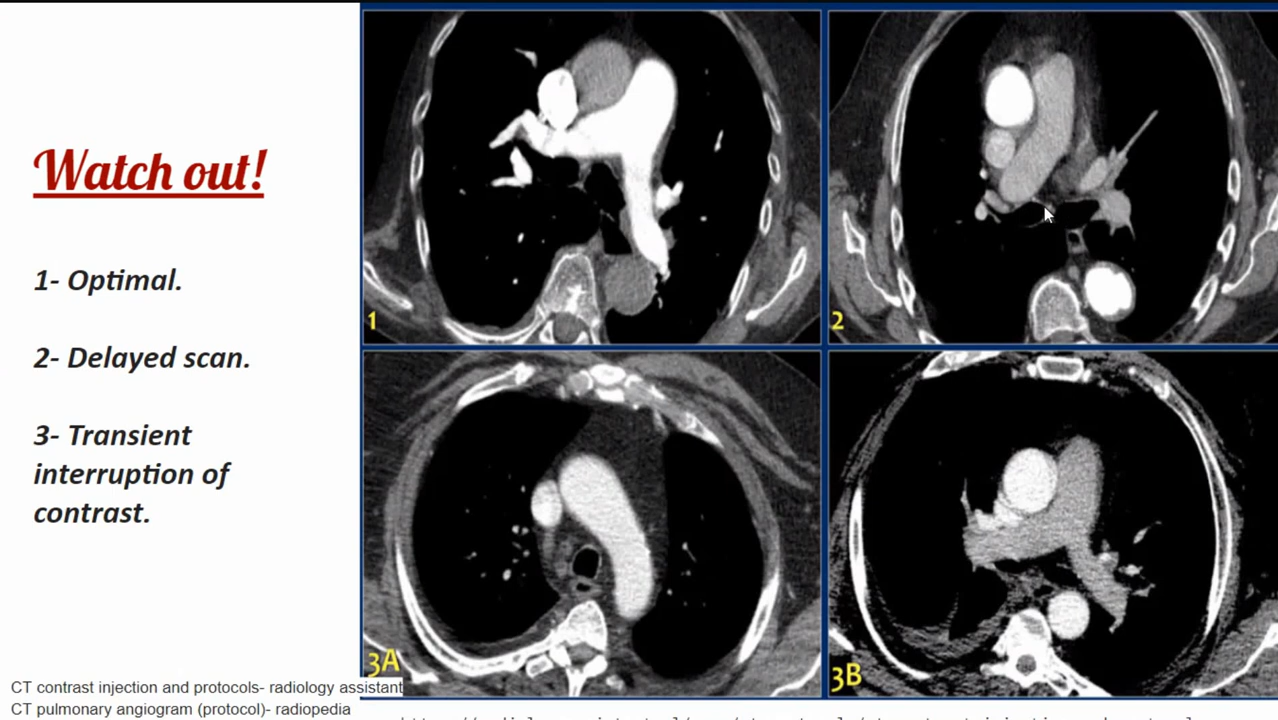 Watch out!
1- Optimal.
2- Delayed scan.
3- Transient
interruption of
contrast.
1
2
3A
3B
CT contrast injection and protocols- radiology assistant
CT pulmonary angiogram (protocol)- radiopedia